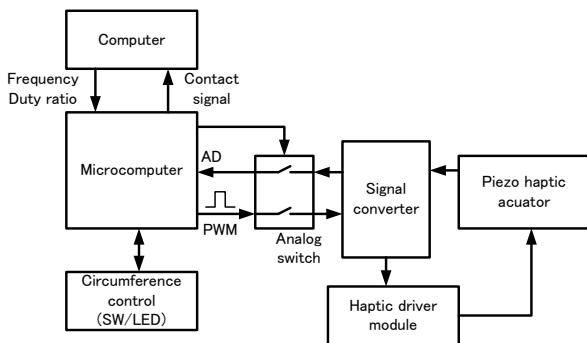 Computer
Frequency
Duty ratio
Contact
signal
Microcomputer
AD
PWM
Analog
switch
Signal
converter
Piezo haptic
acuator
Circumference
control
(SW/LED)
Haptic driver
module